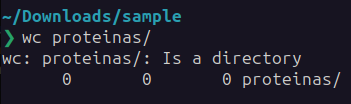 ~/Downloads/sample
❯ wc proteinas/
wc: proteinas/: Is a directory
      0       0       0 proteinas/